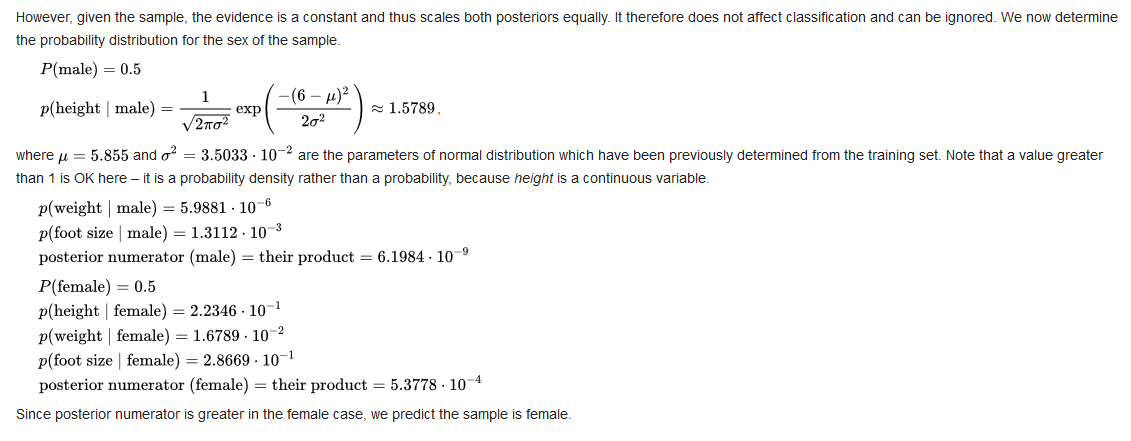 However, given the sample, the evidence is a constant and thus scales both posteriors equally. It therefore does not affect classification and can be ignored. We now determine
the probability distribution for the sex of the sample.
P(male) = 0.5
p(height | male) = 1/√(2πσ²) exp(−(6 − μ)²/2σ²) ≈ 1.5789,
where μ = 5.855 and σ² = 3.5033 · 10⁻² are the parameters of normal distribution which have been previously determined from the training set. Note that a value greater
than 1 is OK here – it is a probability density rather than a probability, because height is a continuous variable.
p(weight | male) = 5.9881 · 10⁻⁶
p(foot size | male) = 1.3112 · 10⁻³
posterior numerator (male) = their product = 6.1984 · 10⁻⁹
P(female) = 0.5
p(height | female) = 2.2346 · 10⁻¹
p(weight | female) = 1.6789 · 10⁻²
p(foot size | female) = 2.8669 · 10⁻¹
posterior numerator (female) = their product = 5.3778 · 10⁻⁴
Since posterior numerator is greater in the female case, we predict the sample is female.